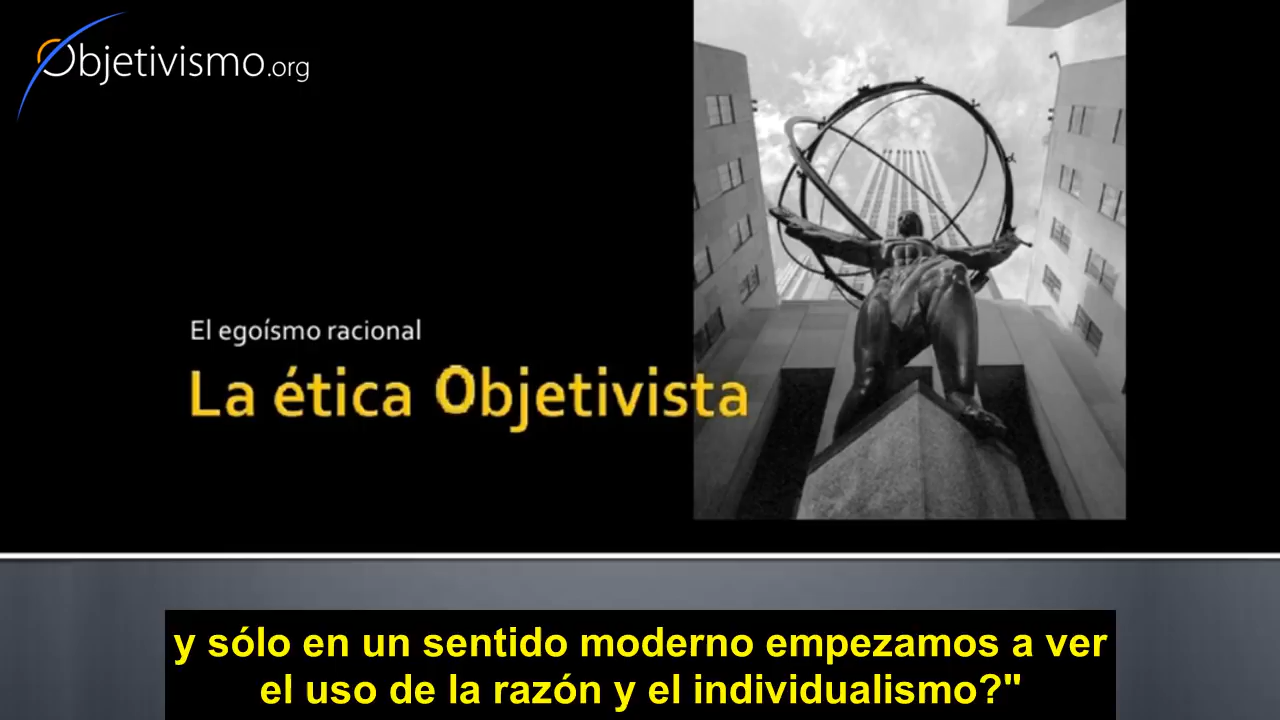 Objetivismo.org
El egoísmo racional
La ética Objetivista
y sólo en un sentido moderno empezamos a ver
el uso de la razón y el individualismo?"